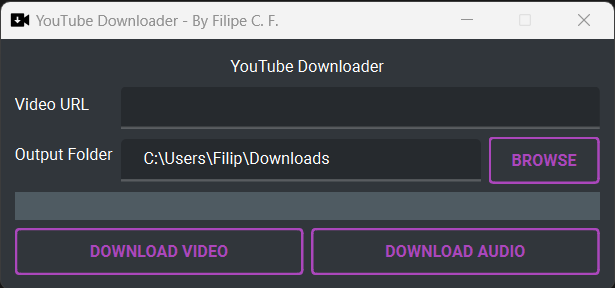 YouTube Downloader - By Filipe C. F.
YouTube Downloader
Video URL
Output Folder C:\Users\Filip\Downloads BROWSE
DOWNLOAD VIDEO DOWNLOAD AUDIO